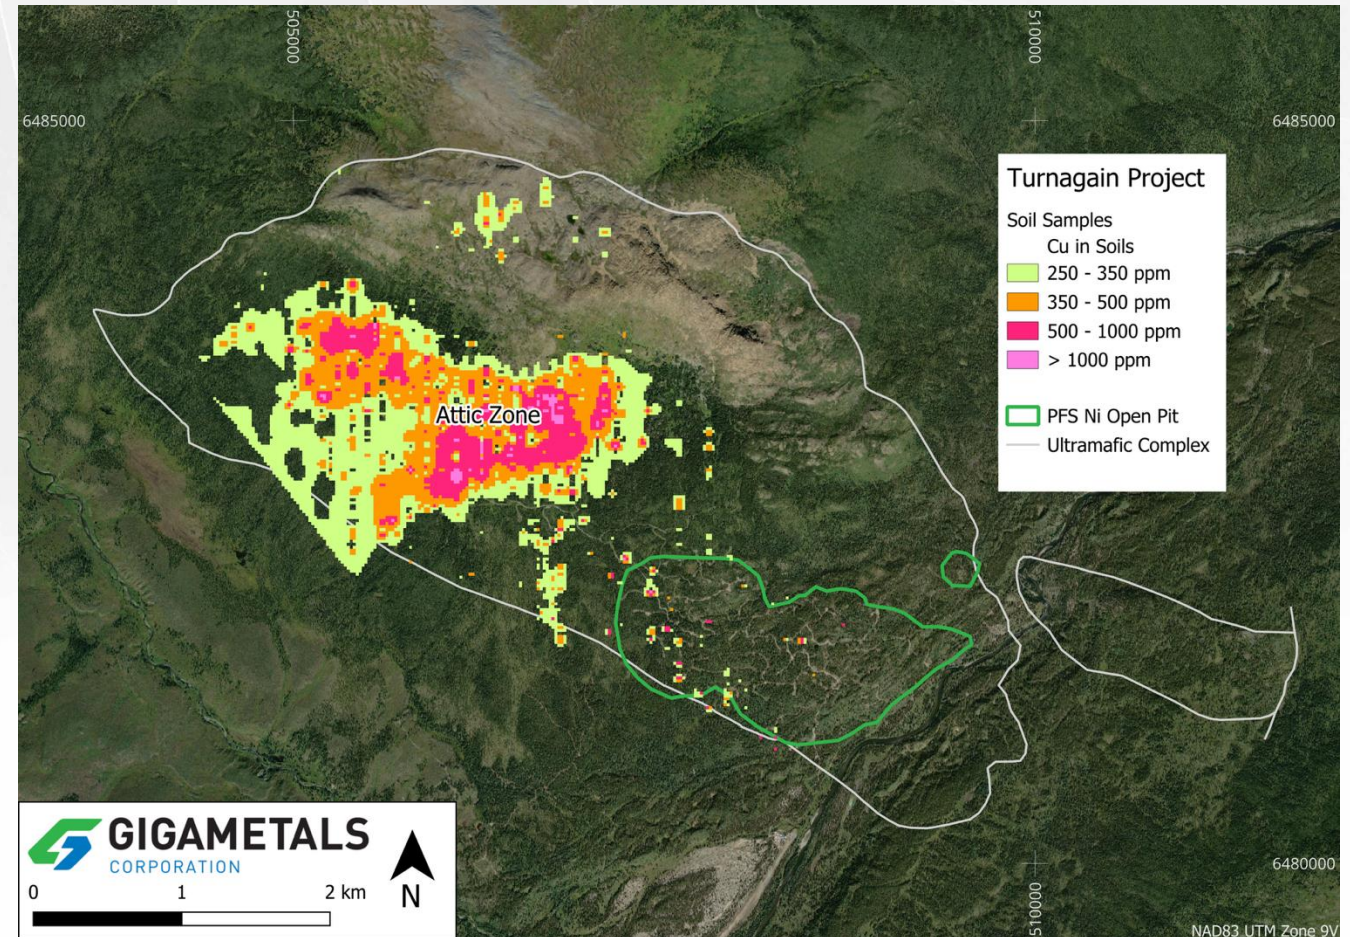 505000
510000
6485000
6485000
Turnagain Project
Soil Samples
Cu in Soils
250 - 350 ppm
350 - 500 ppm
500 - 1000 ppm
> 1000 ppm
PFS Ni Open Pit
Ultramafic Complex
Attic Zone
GIGAMETALS
CORPORATION
0 1 2 km
N
6480000
510000
NAD83 UTM Zone 9V